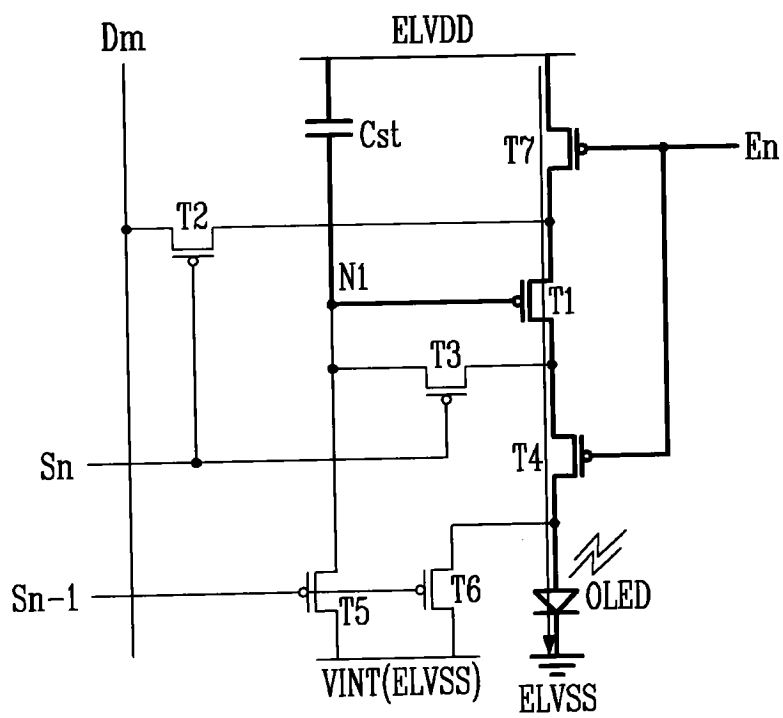 Dm
ELVDD
Cst
T7
En
T2
N1
T1
T3
Sn
T4
Sn-1
T5
T6
OLED
VINT(ELVSS)
ELVSS